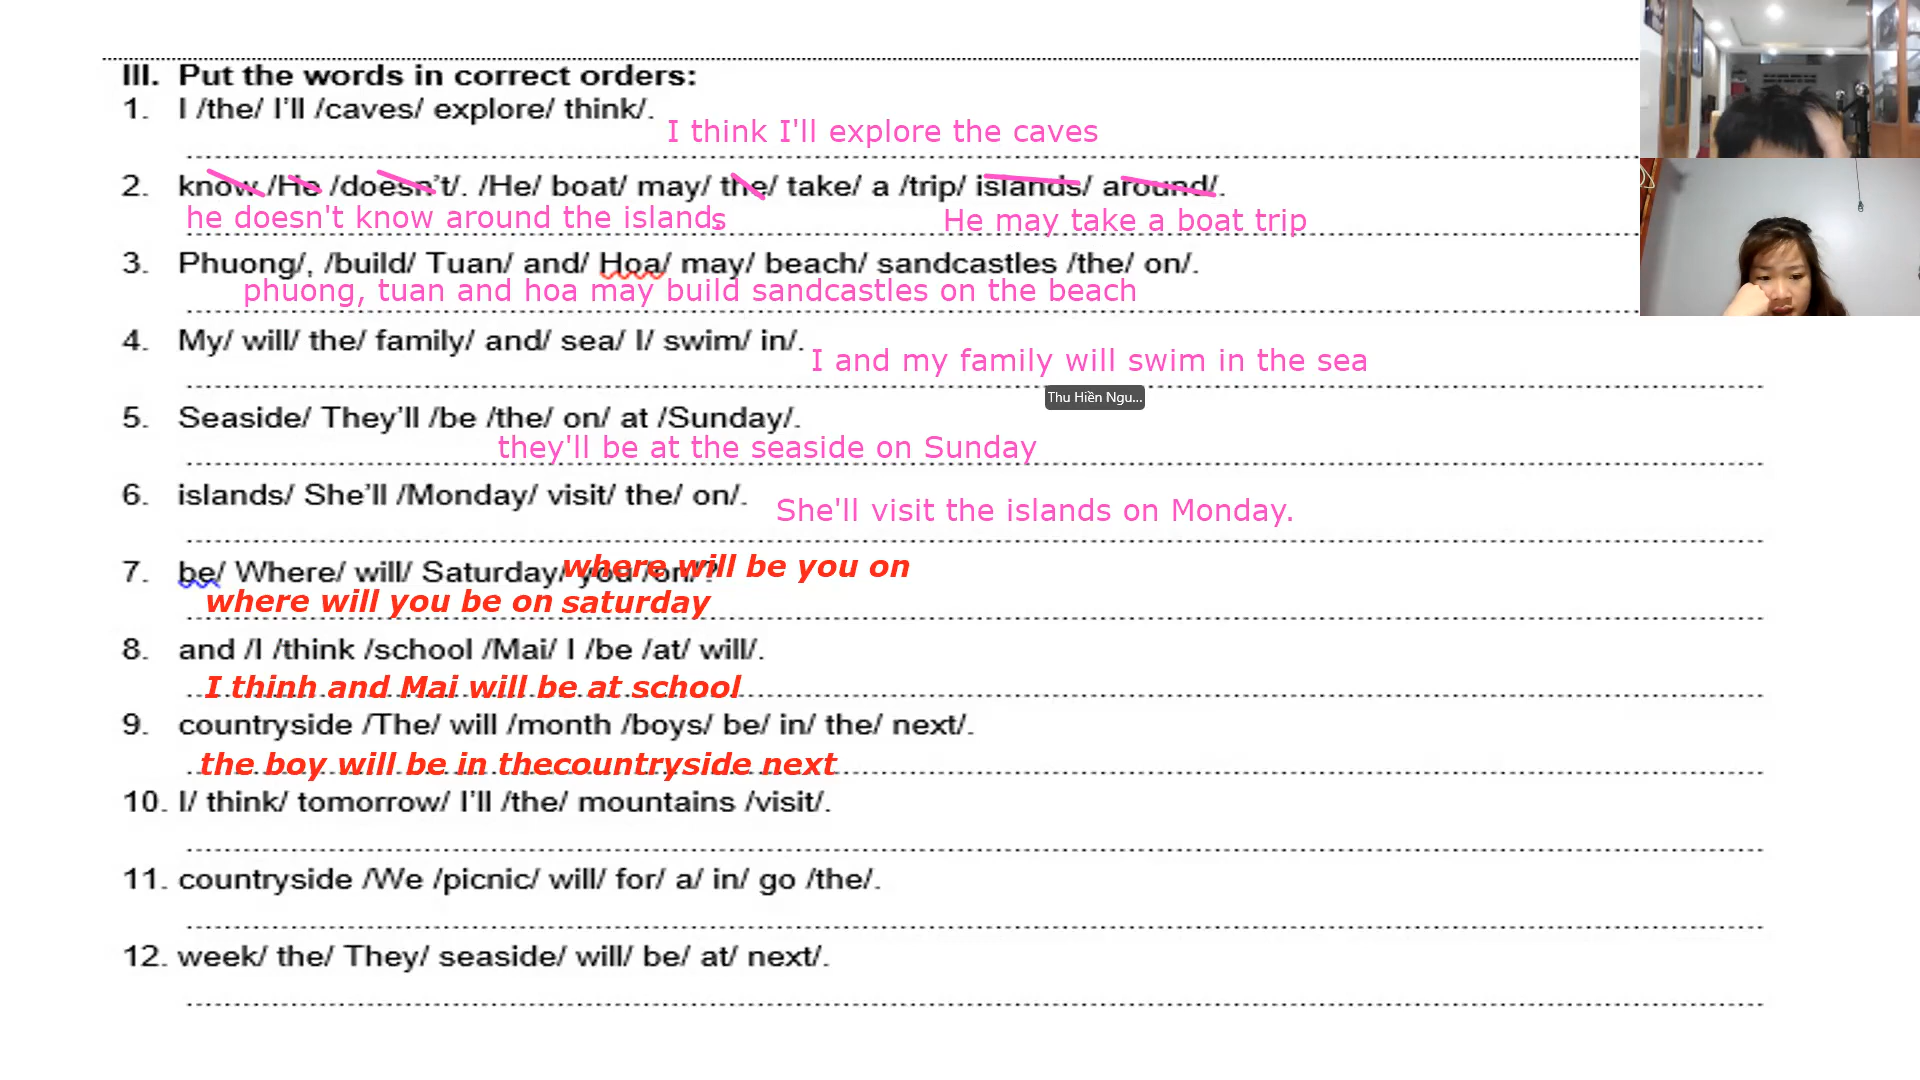 III. Put the words in correct orders:
1. I /the/ I'll /caves/ explore/ think/.
I think I'll explore the caves
2. know /He /doesn't/. /He/ boat/ may/ the/ take/ a /trip/ islands/ around/.
he doesn't know around the islands He may take a boat trip
3. Phuong/, /build/ Tuan/ and/ Hoa/ may/ beach/ sandcastles /the/ on/.
phuong, tuan and hoa may build sandcastles on the beach
4. My/ will/ the/ family/ and/ sea/ I/ swim/ in/.
I and my family will swim in the sea
Thu Hiền Ngu...
5. Seaside/ They'll /be /the/ on/ at /Sunday/.
they'll be at the seaside on Sunday
6. islands/ She'll /Monday/ visit/ the/ on/.
She'll visit the islands on Monday.
7. be/ Where/ will/ Saturday/ you /on/?
where will be you on
where will you be on saturday
8. and /I /think /school /Mai/ I /be /at/ will/.
I thinh and Mai will be at school
9. countryside /The/ will /month /boys/ be/ in/ the/ next/.
the boy will be in thecountryside next
10. I/ think/ tomorrow/ I'll /the/ mountains /visit/.
11. countryside /We /picnic/ will/ for/ a/ in/ go /the/.
12. week/ the/ They/ seaside/ will/ be/ at/ next/.